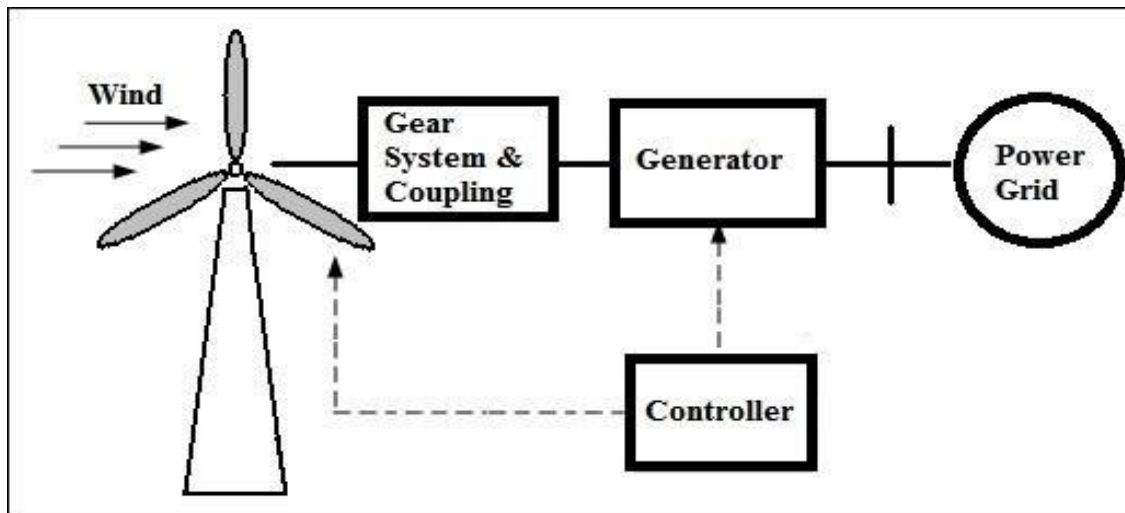 Wind
Gear
System &
Coupling
Generator
Power
Grid
Controller